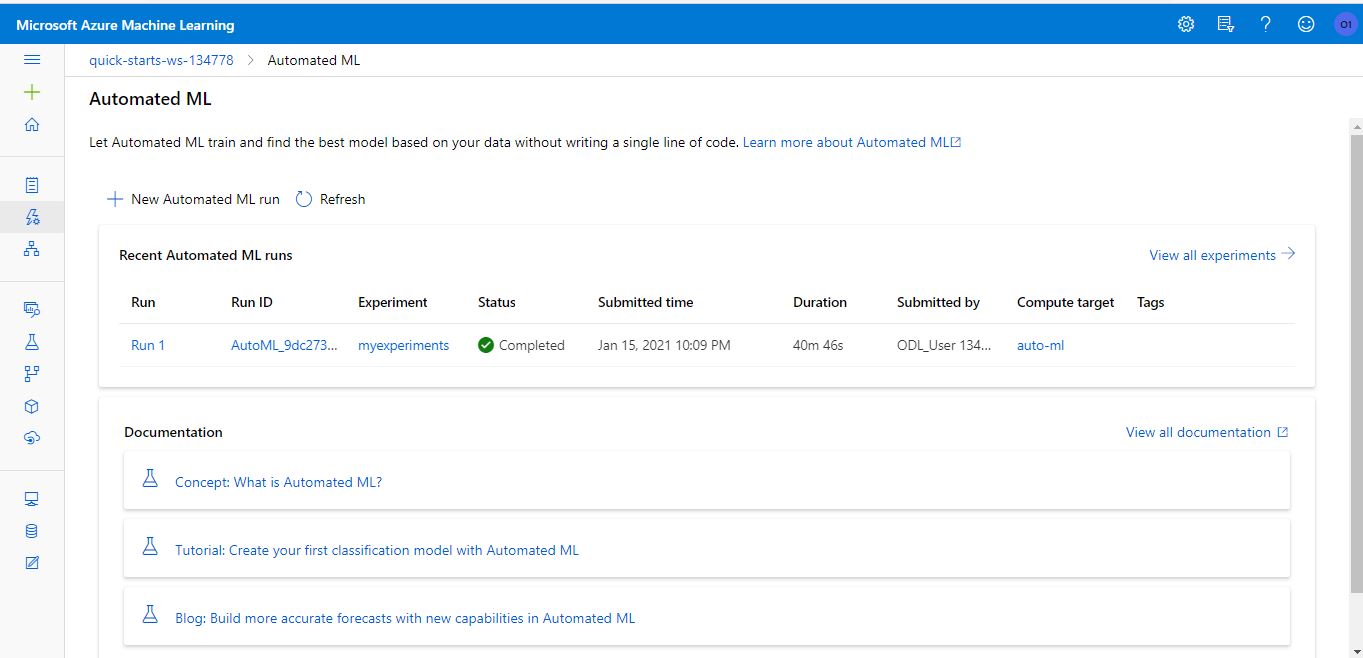 Microsoft Azure Machine Learning
?
O1
quick-starts-ws-134778 > Automated ML
Automated ML
Let Automated ML train and find the best model based on your data without writing a single line of code. Learn more about Automated ML
New Automated ML run Refresh
Recent Automated ML runs View all experiments
Run Run ID Experiment Status Submitted time Duration Submitted by Compute target Tags
Run 1 AutoML_9dc273... myexperiments Completed Jan 15, 2021 10:09 PM 40m 46s ODL_User 134... auto-ml
Documentation View all documentation
Concept: What is Automated ML?
Tutorial: Create your first classification model with Automated ML
Blog: Build more accurate forecasts with new capabilities in Automated ML